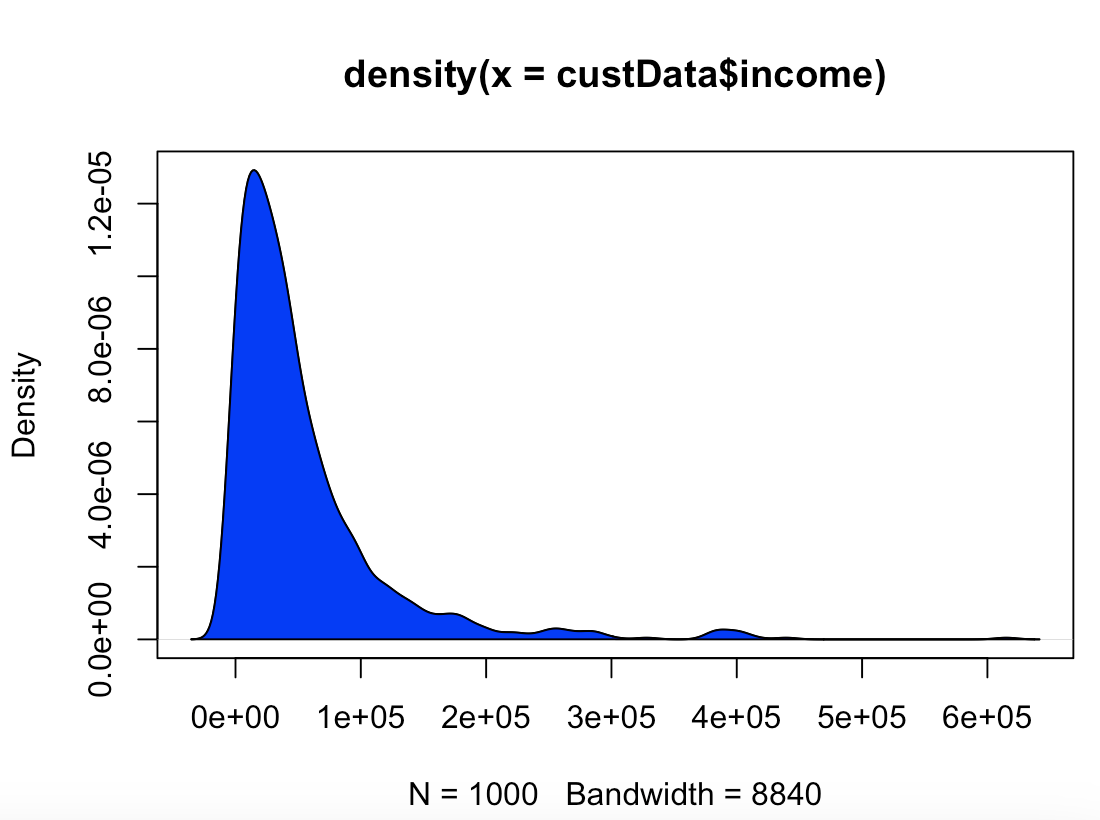 density(x = custData$income)
Density
1.2e-05
8.0e-06
4.0e-06
0.0e+00
0e+00 1e+05 2e+05 3e+05 4e+05 5e+05 6e+05
N = 1000 Bandwidth = 8840